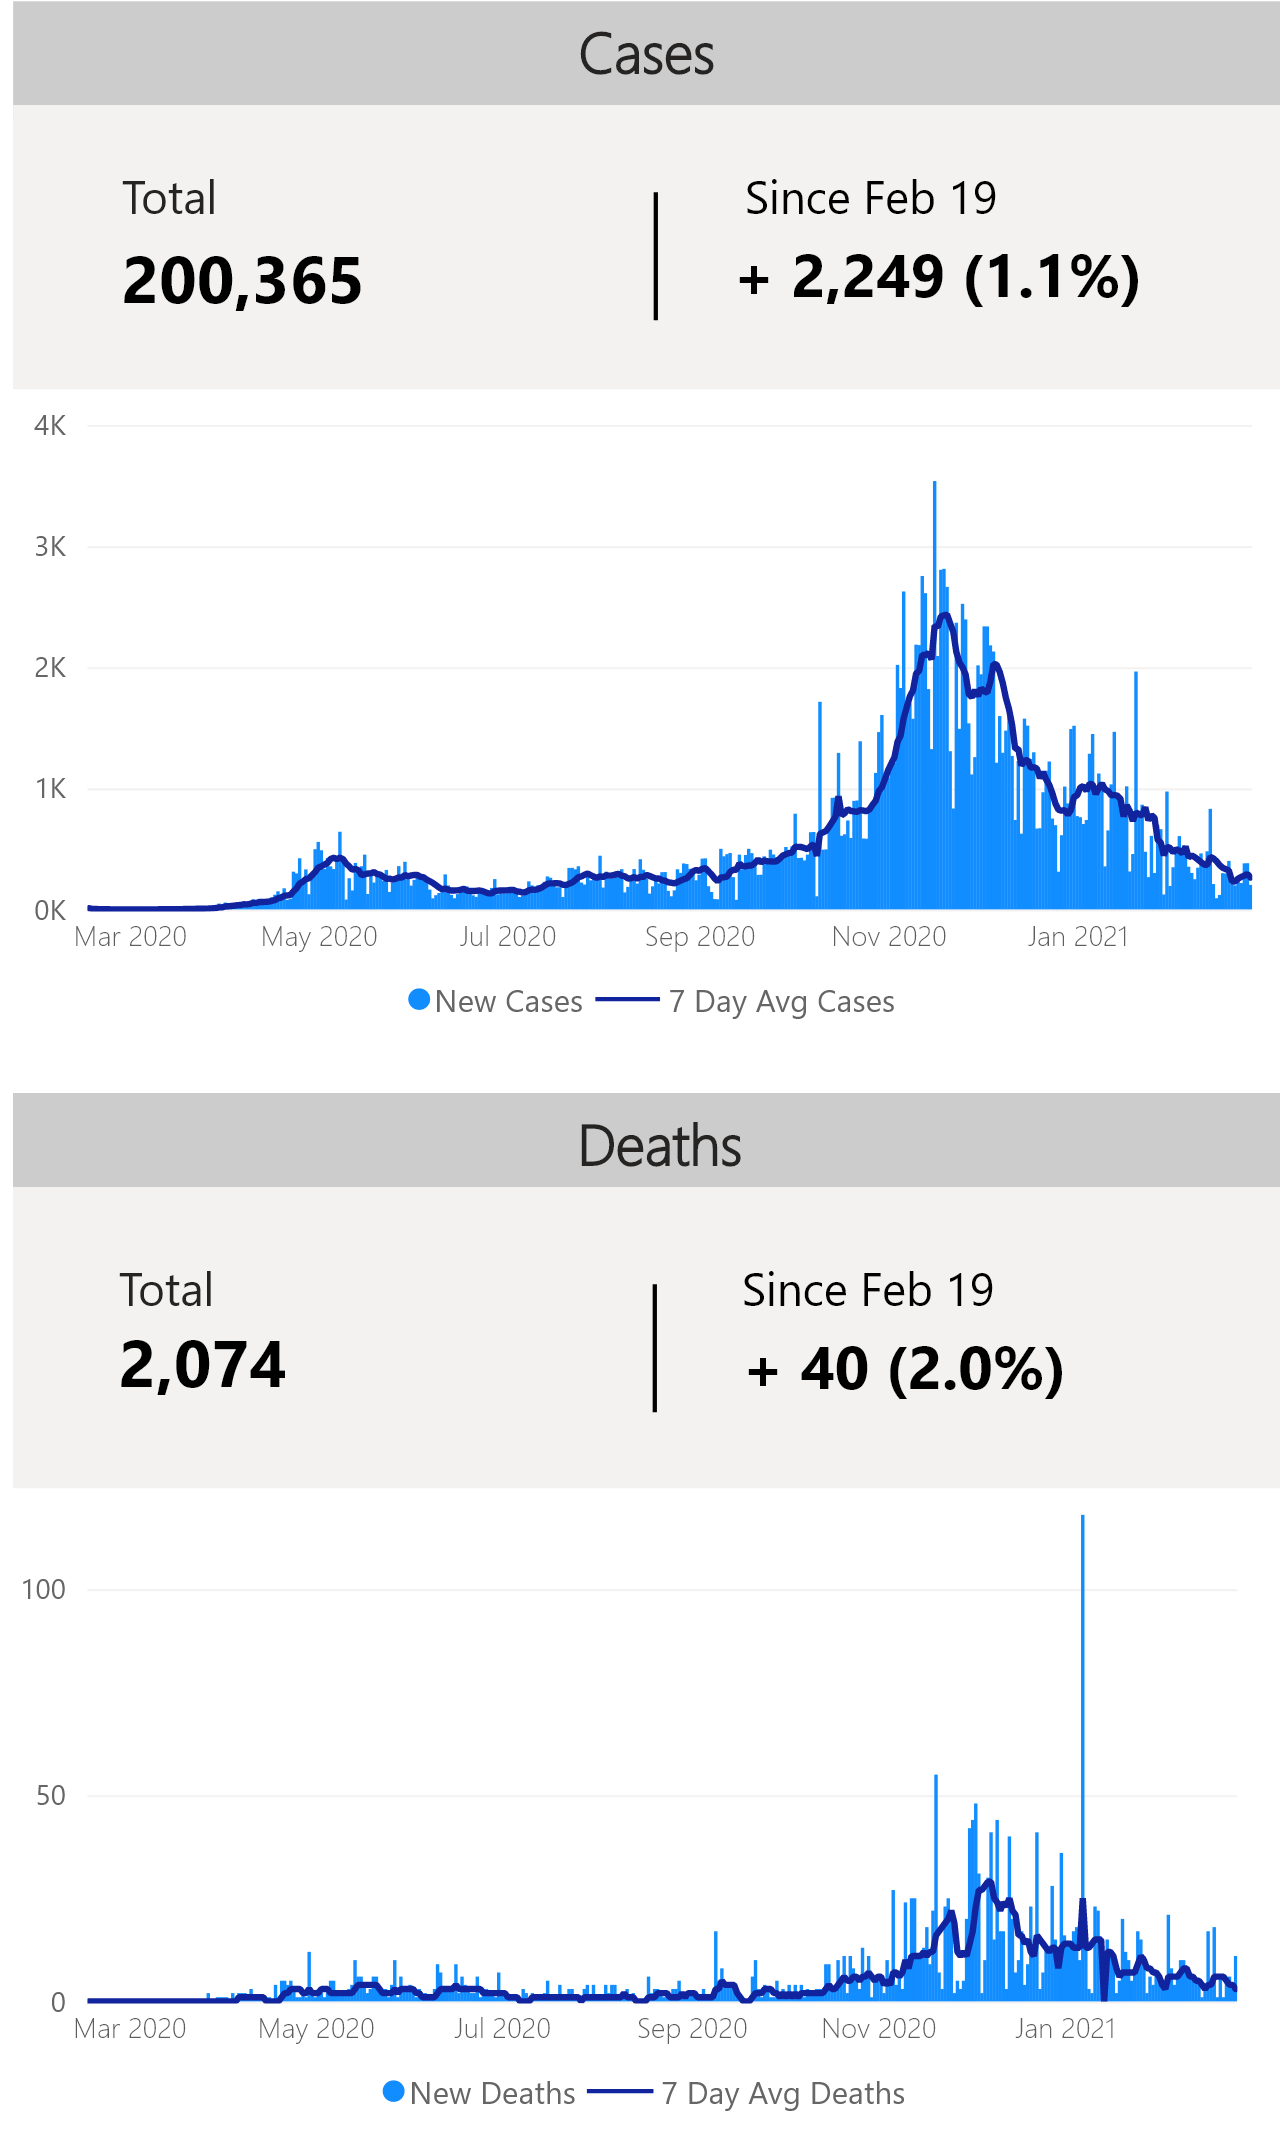 Cases
Total
Since Feb 19
200,365
+ 2,249 (1.1%)
4K
3K
2K
1K
0K
Mar 2020 May 2020 Jul 2020 Sep 2020 Nov 2020 Jan 2021
New Cases 7 Day Avg Cases
Deaths
Total
Since Feb 19
2,074
+ 40 (2.0%)
100
50
0
Mar 2020 May 2020 Jul 2020 Sep 2020 Nov 2020 Jan 2021
New Deaths 7 Day Avg Deaths